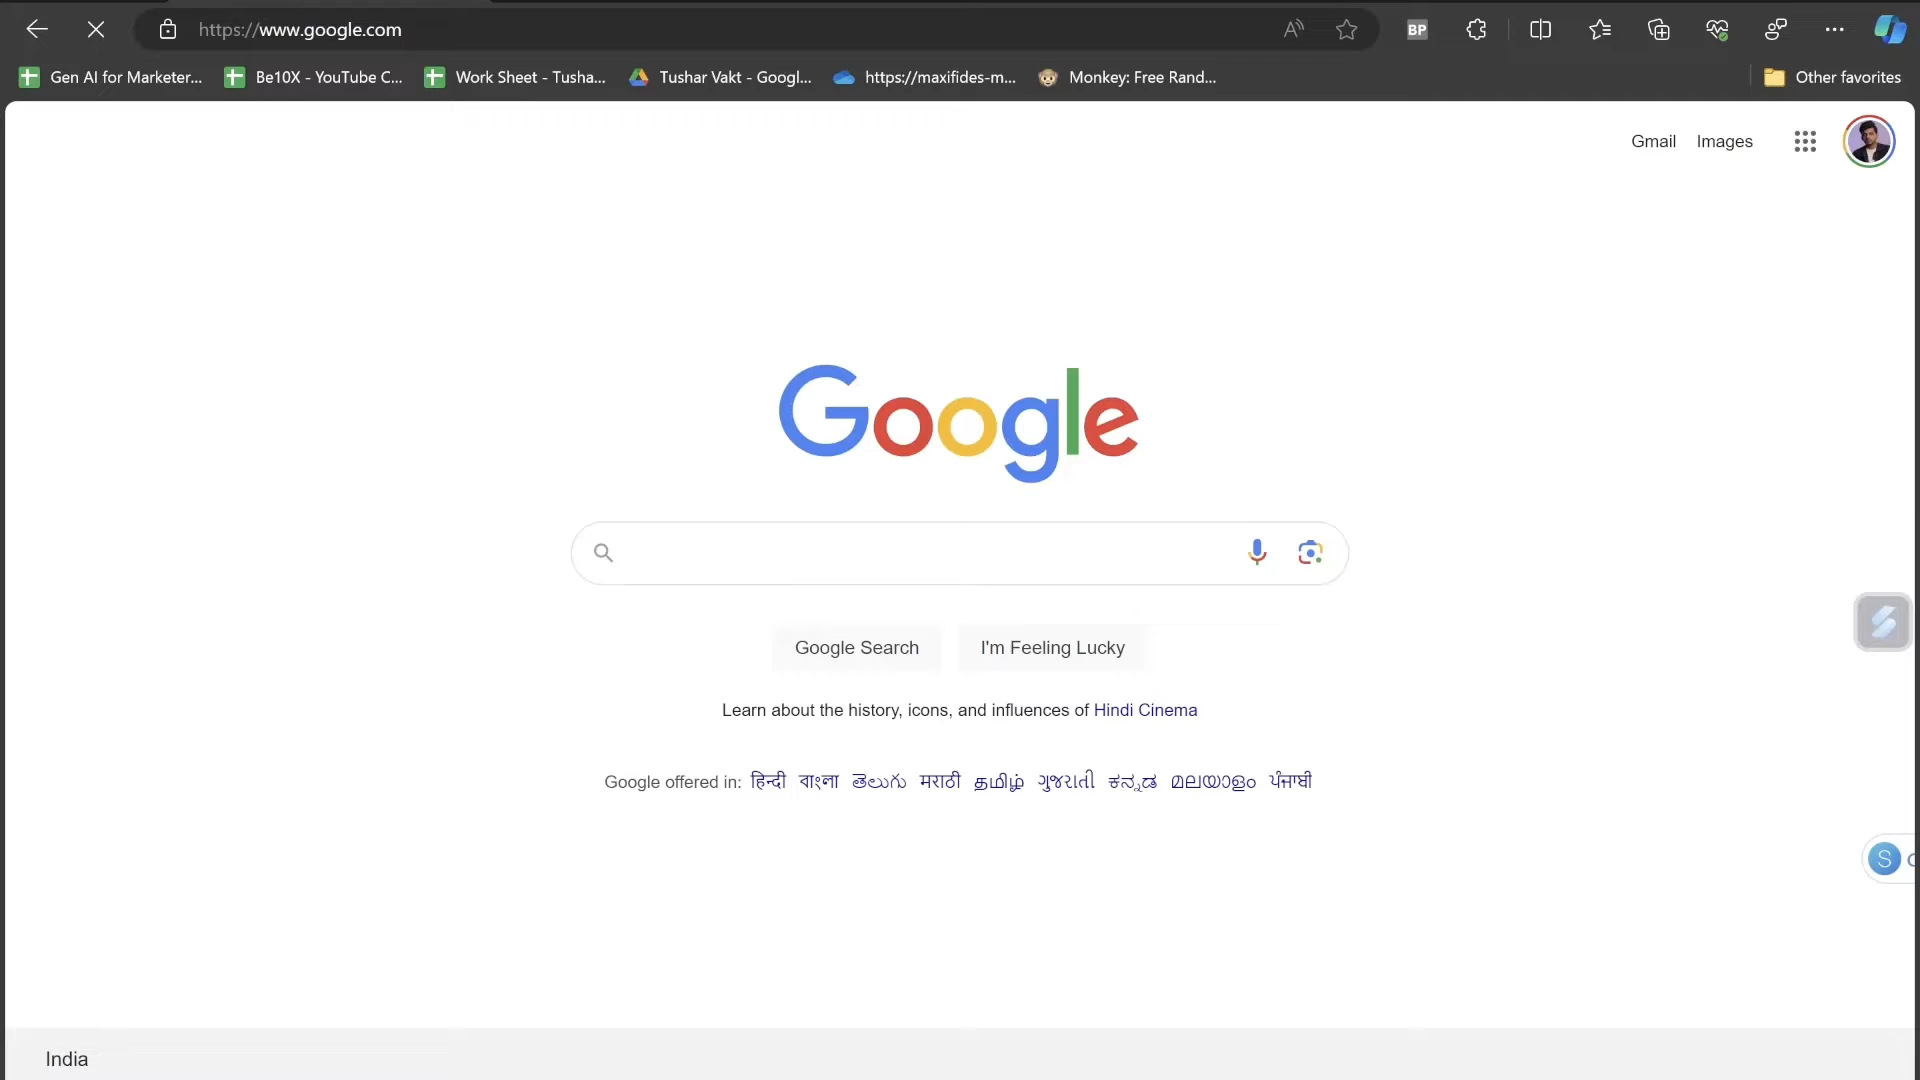 https://www.google.com
BP
Gen AI for Marketer...
Be10X - YouTube C...
Work Sheet - Tusha...
Tushar Vakt - Googl...
https://maxifides-m...
Monkey: Free Rand...
Other favorites
Gmail Images
Google
Google Search
I'm Feeling Lucky
Learn about the history, icons, and influences of Hindi Cinema
Google offered in: हिन्दी বাংলা తెలుగు मराठी தமிழ் ગુજરાતી ಕನ್ನಡ മലയാളം ਪੰਜਾਬੀ
S
India